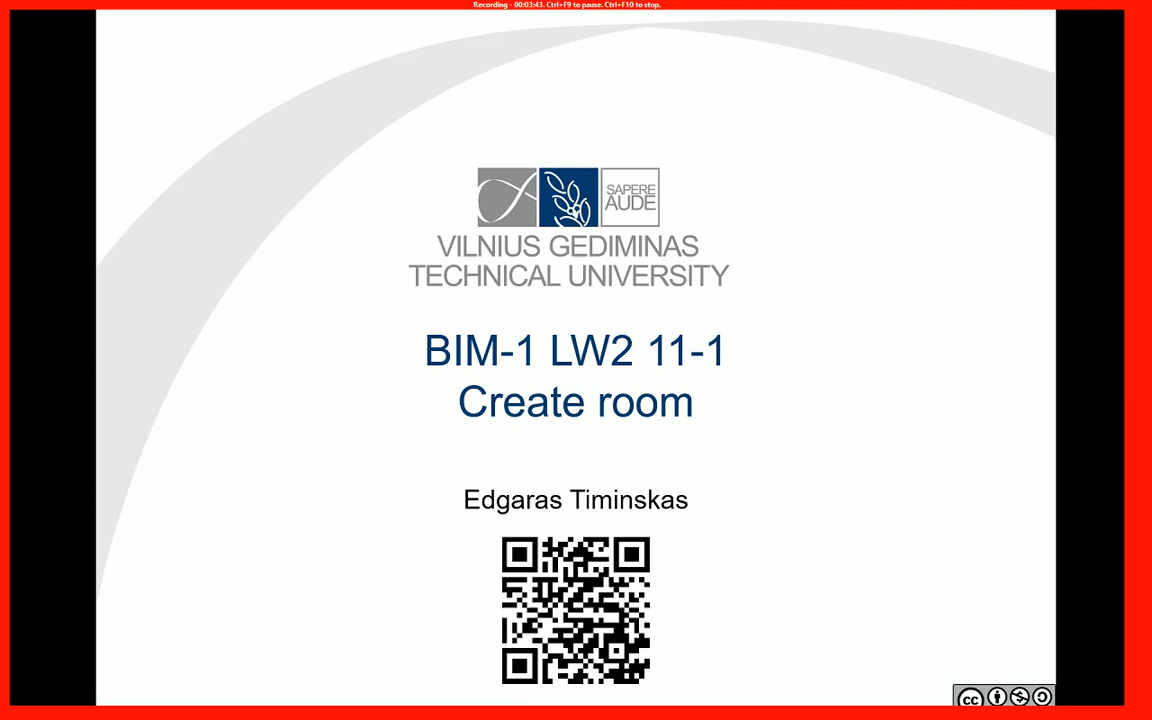 Recording - 00:03:43. Ctrl+F9 to pause. Ctrl+F10 to stop.
SAPERE
AUDE
VILNIUS GEDIMINAS
TECHNICAL UNIVERSITY
BIM-1 LW2 11-1
Create room
Edgaras Timinskas
cc